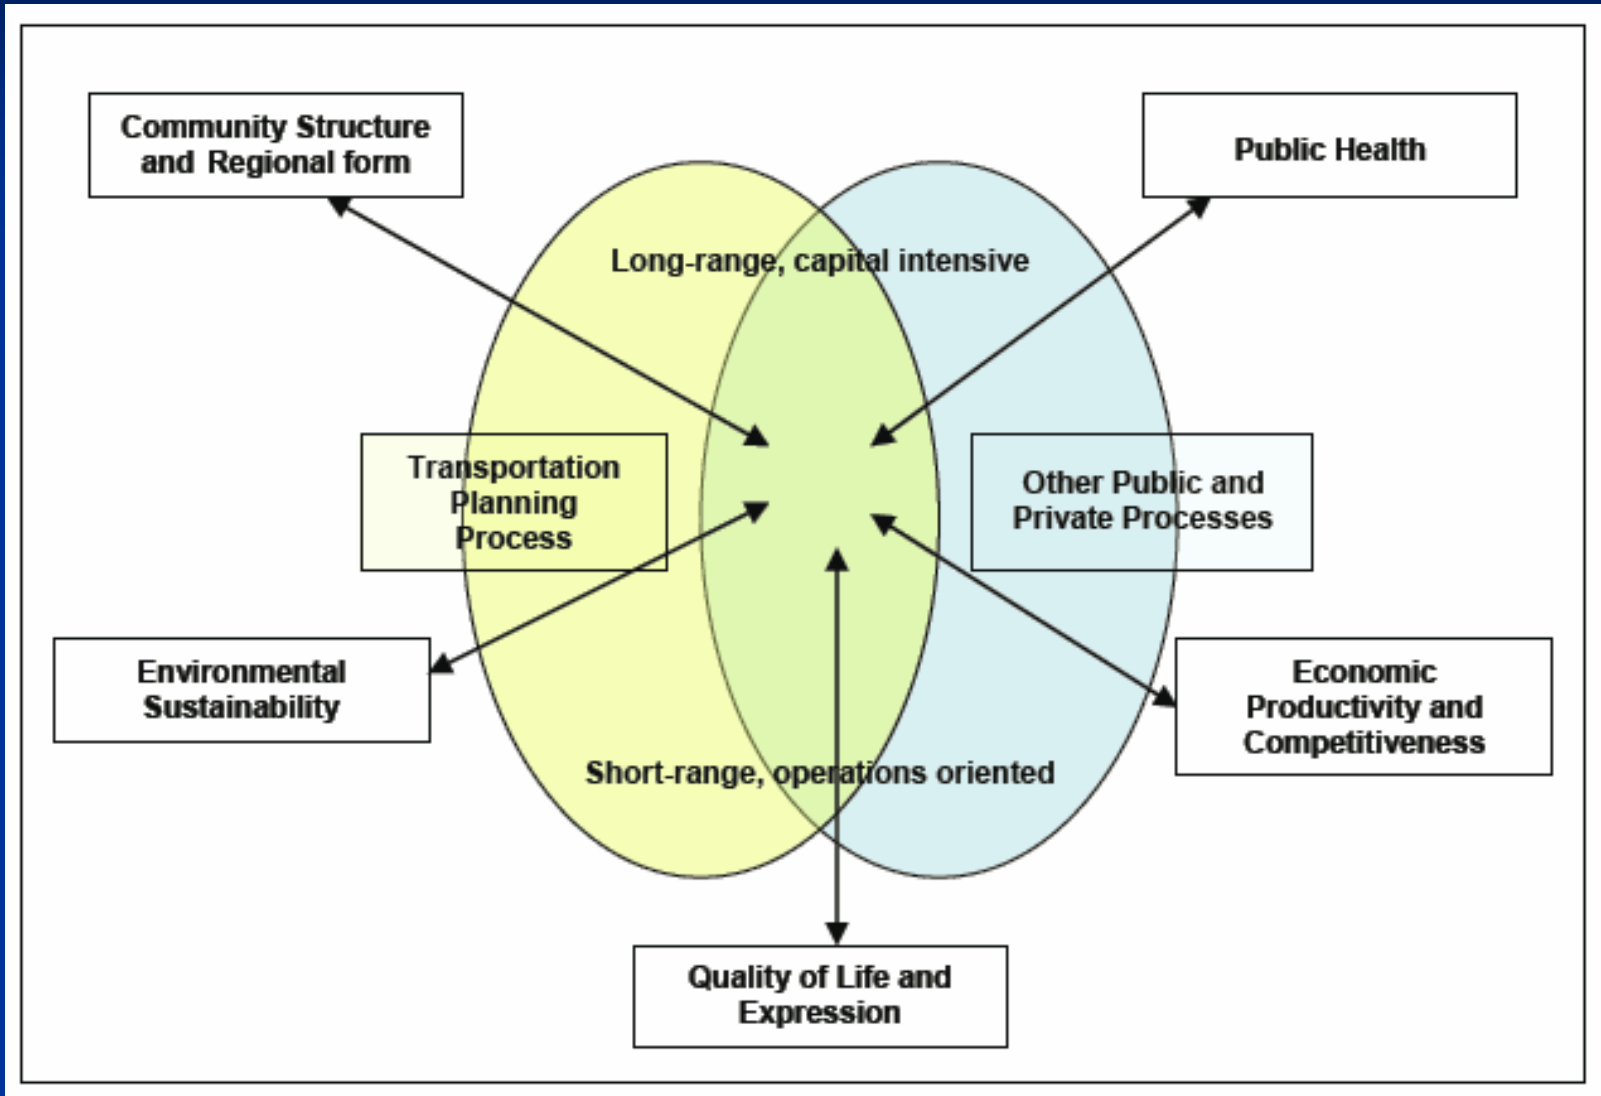 Community Structure
and Regional form
Public Health
Long-range, capital intensive
Transportation
Planning
Process
Other Public and
Private Processes
Environmental
Sustainability
Economic
Productivity and
Competitiveness
Short-range, operations oriented
Quality of Life and
Expression